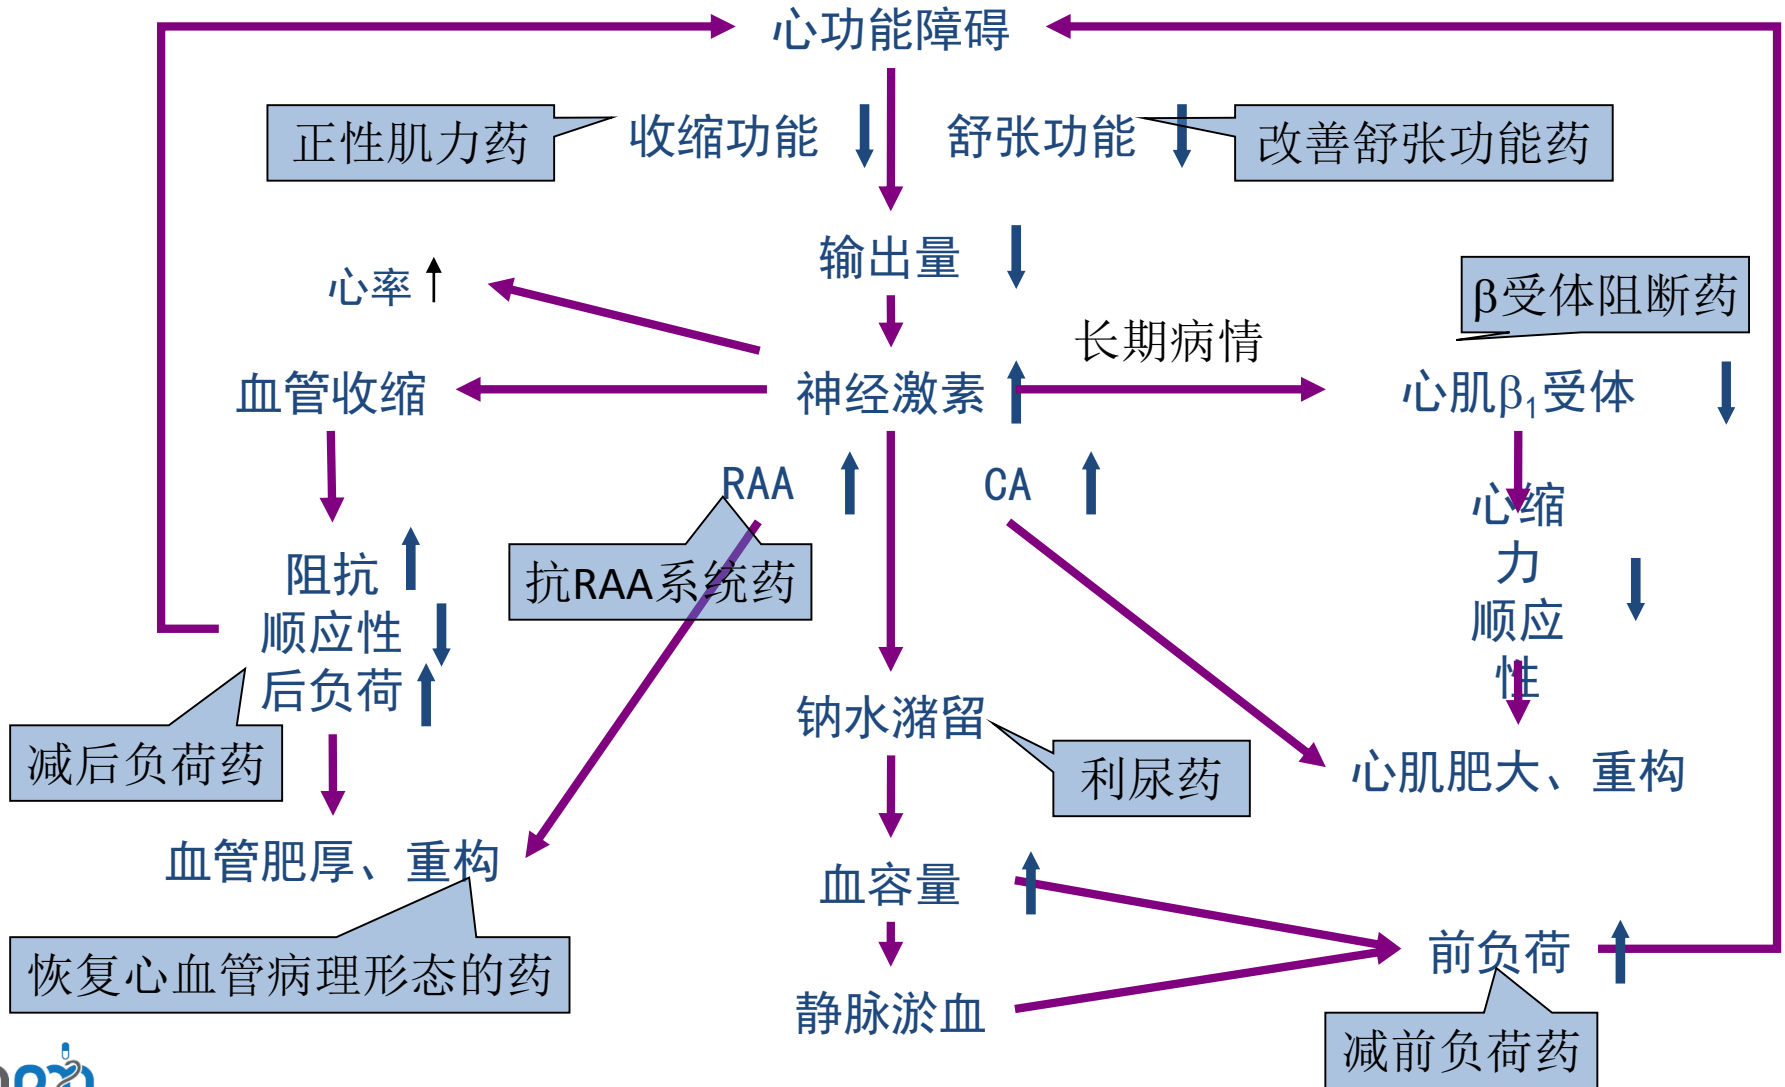 心功能障碍
正性肌力药
收缩功能
舒张功能
改善舒张功能药
输出量
心率
β受体阻断药
长期病情
血管收缩
神经激素
心肌β1受体
RAA
CA
心缩
力
顺应
性
阻抗
顺应性
后负荷
抗RAA系统药
减后负荷药
钠水潴留
利尿药
心肌肥大、重构
血管肥厚、重构
血容量
恢复心血管病理形态的药
前负荷
静脉淤血
减前负荷药